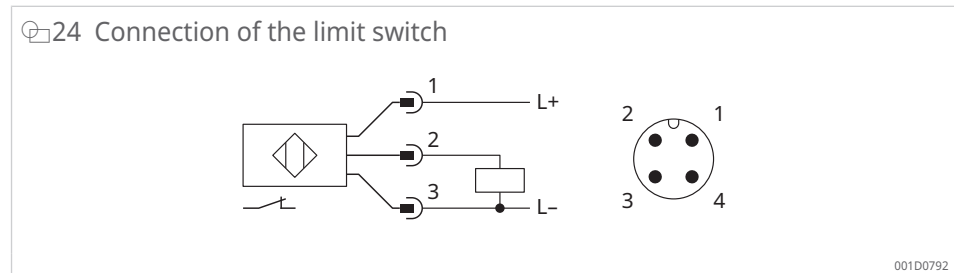 24 Connection of the limit switch
1
L+
2
3
L–
2 1
3 4
001D0792